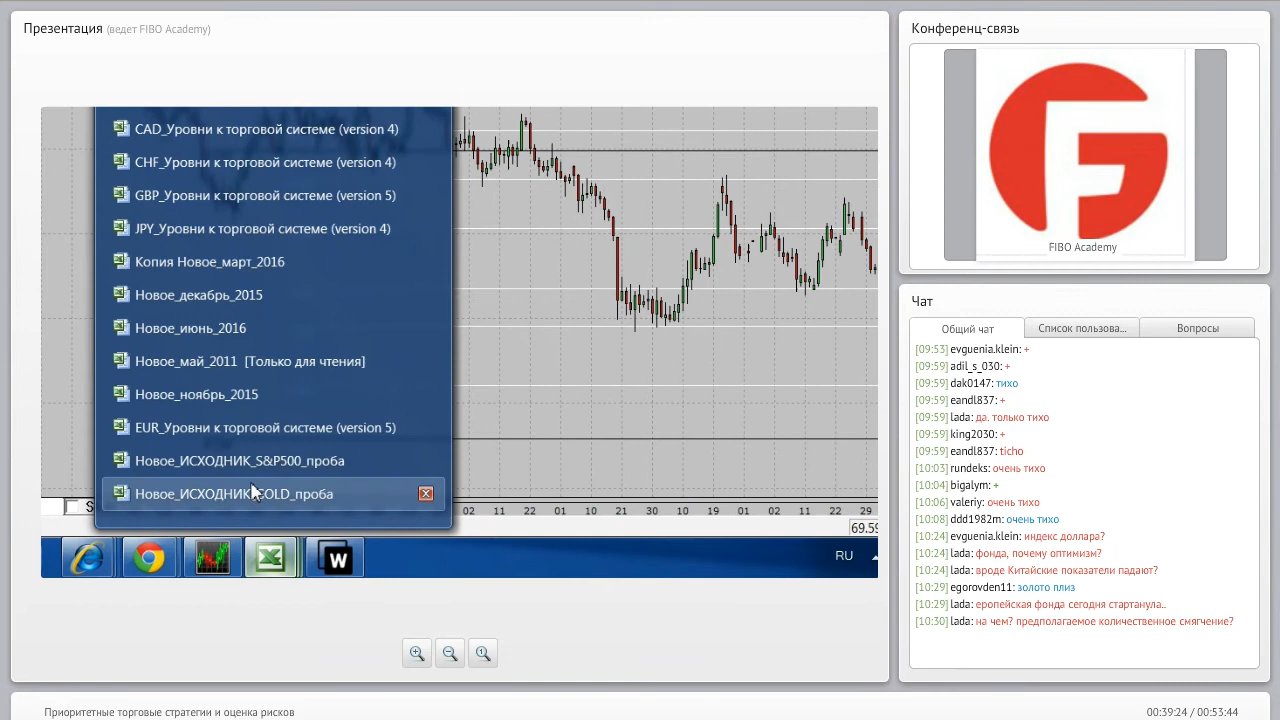 Презентация (ведет FIBO Academy)
CAD_Уровни к торговой системе (version 4)
CHF_Уровни к торговой системе (version 4)
GBP_Уровни к торговой системе (version 5)
JPY_Уровни к торговой системе (version 4)
Копия Новое_март_2016
Новое_декабрь_2015
Новое_июнь_2016
Новое_май_2011 [Только для чтения]
Новое_ноябрь_2015
EUR_Уровни к торговой системе (version 5)
Новое_ИСХОДНИК_S&P500_проба
Новое_ИСХОДНИК_GOLD_проба
S
02 11 22 01 10 21 30 10 19 01 02 11 22 29
69.59
W
RU
Конференц-связь
FIBO Academy
Чат
Общий чат
Список пользова...
Вопросы
[09:53] evguenia.klein: +
[09:59] adil_s_030: +
[09:59] dak0147: тихо
[09:59] eandl837: +
[09:59] lada: да. только тихо
[09:59] king2030: +
[09:59] eandl837: ticho
[10:03] rundeks: очень тихо
[10:04] bigalym: +
[10:06] valeriy: очень тихо
[10:08] ddd1982m: очень тихо
[10:24] evguenia.klein: индекс доллара?
[10:24] lada: фонда, почему оптимизм?
[10:24] lada: вроде Китайские показатели падают?
[10:29] egorovden11: золото плиз
[10:29] lada: еропейская фонда сегодня стартанула..
[10:30] lada: на чем? предполагаемое количественное смягчение?
Приоритетные торговые стратегии и оценка рисков
00:39:24 / 00:53:44